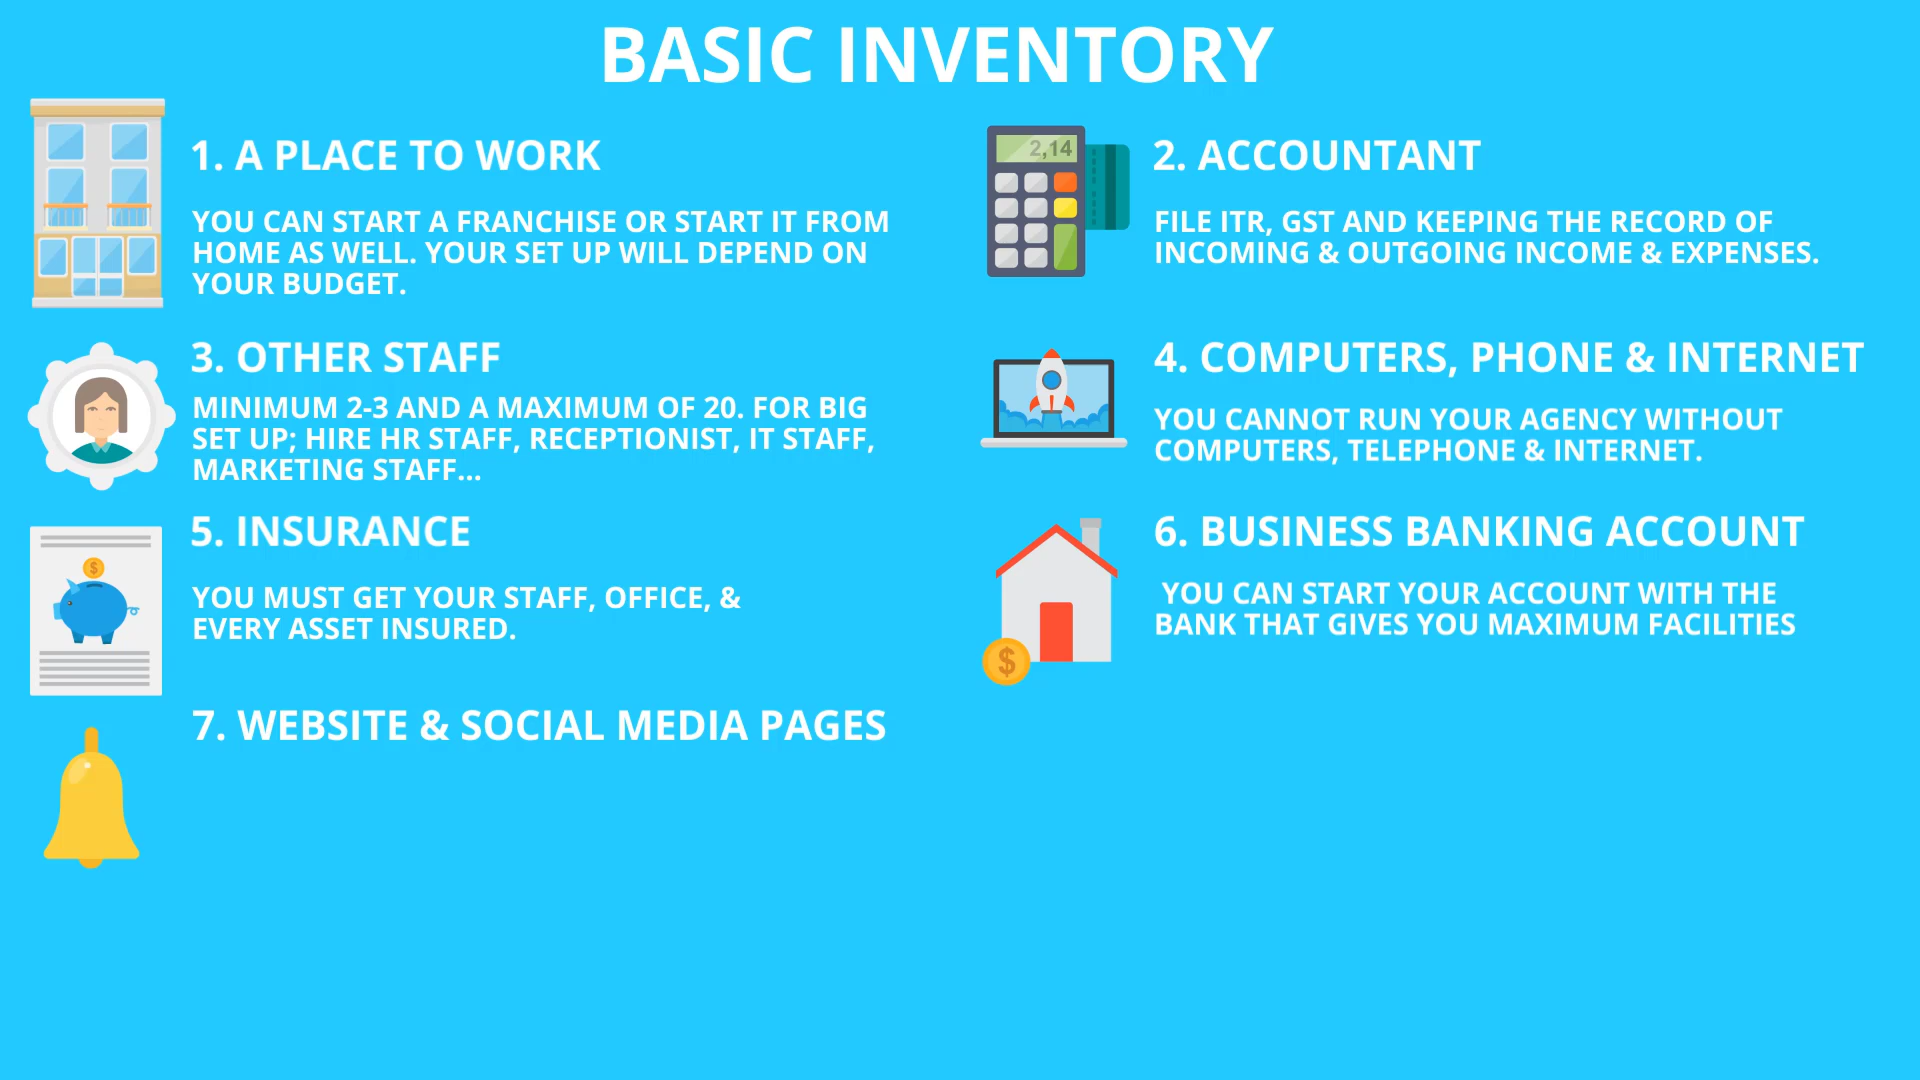 BASIC INVENTORY
1. A PLACE TO WORK
YOU CAN START A FRANCHISE OR START IT FROM
HOME AS WELL. YOUR SET UP WILL DEPEND ON
YOUR BUDGET.
2,14
2. ACCOUNTANT
FILE ITR, GST AND KEEPING THE RECORD OF
INCOMING & OUTGOING INCOME & EXPENSES.
3. OTHER STAFF
MINIMUM 2-3 AND A MAXIMUM OF 20. FOR BIG
SET UP; HIRE HR STAFF, RECEPTIONIST, IT STAFF,
MARKETING STAFF...
4. COMPUTERS, PHONE & INTERNET
YOU CANNOT RUN YOUR AGENCY WITHOUT
COMPUTERS, TELEPHONE & INTERNET.
$
5. INSURANCE
YOU MUST GET YOUR STAFF, OFFICE, &
EVERY ASSET INSURED.
$
6. BUSINESS BANKING ACCOUNT
YOU CAN START YOUR ACCOUNT WITH THE
BANK THAT GIVES YOU MAXIMUM FACILITIES
7. WEBSITE & SOCIAL MEDIA PAGES